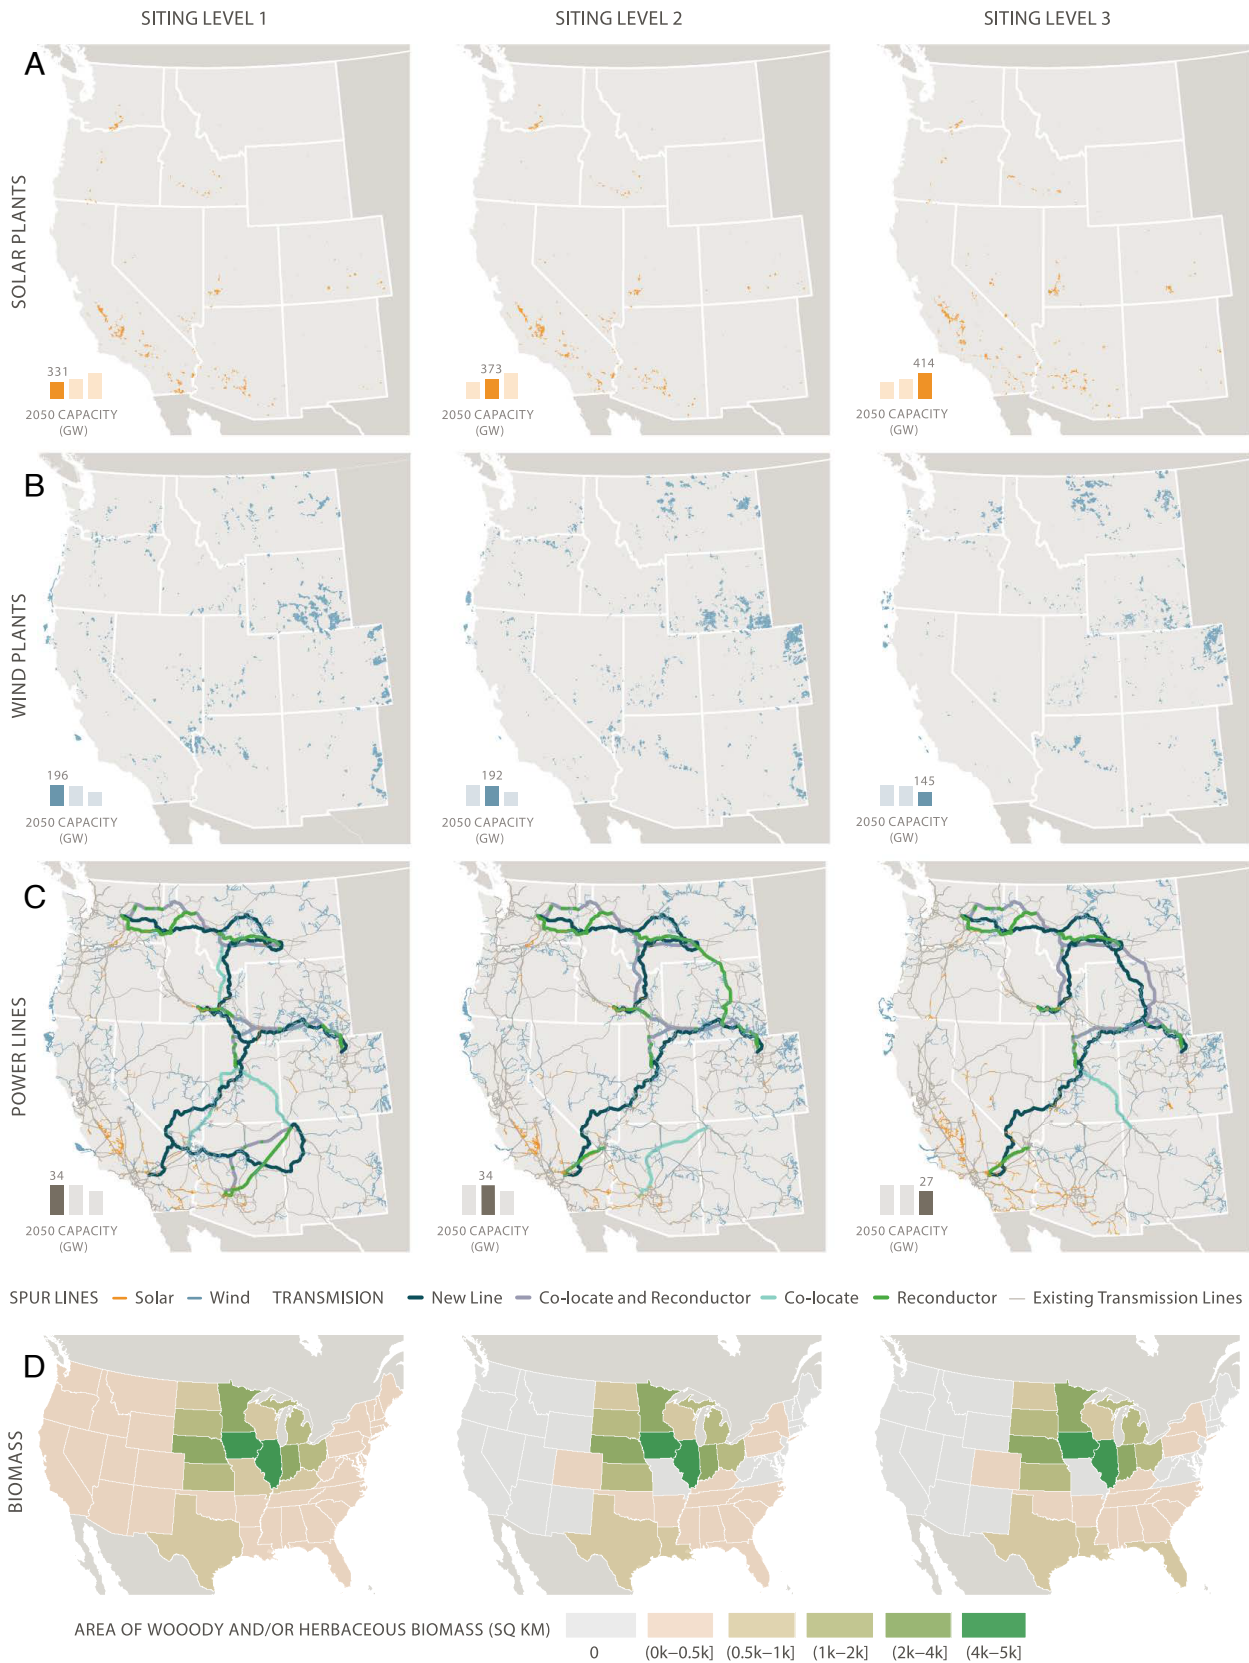 SITING LEVEL 1
SITING LEVEL 2
SITING LEVEL 3
A
SOLAR PLANTS
331
2050 CAPACITY
(GW)
373
2050 CAPACITY
(GW)
414
2050 CAPACITY
(GW)
B
WIND PLANTS
196
2050 CAPACITY
(GW)
192
2050 CAPACITY
(GW)
145
2050 CAPACITY
(GW)
C
POWER LINES
34
2050 CAPACITY
(GW)
34
2050 CAPACITY
(GW)
27
2050 CAPACITY
(GW)
SPUR LINES Solar Wind TRANSMISION New Line Co-locate and Reconductor Co-locate Reconductor Existing Transmission Lines
D
BIOMASS
AREA OF WOOODY AND/OR HERBACEOUS BIOMASS (SQ KM)
0 (0k–0.5k] (0.5k–1k] (1k–2k] (2k–4k] (4k–5k]